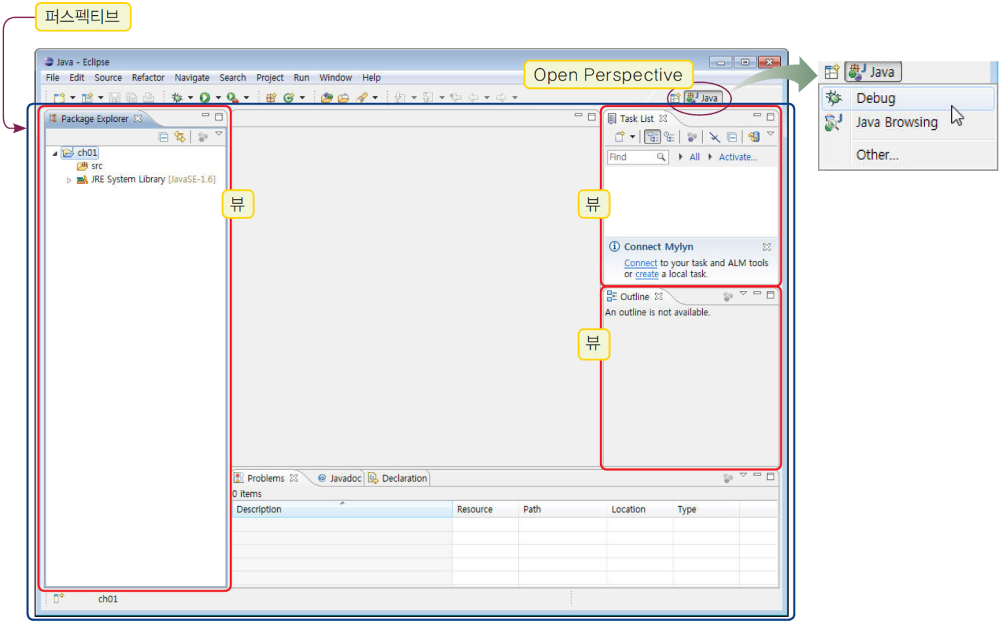 퍼스펙티브
Java - Eclipse
File Edit Source Refactor Navigate Search Project Run Window Help
Open Perspective
Java
Java
Debug
Java Browsing
Other...
Package Explorer
ch01
src
JRE System Library [JavaSE-1.6]
뷰
Task List
Find
All
Activate...
뷰
Connect Mylyn
Connect to your task and ALM tools
or create a local task.
Outline
An outline is not available.
뷰
Problems @ Javadoc Declaration
0 items
Description Resource Path Location Type
ch01